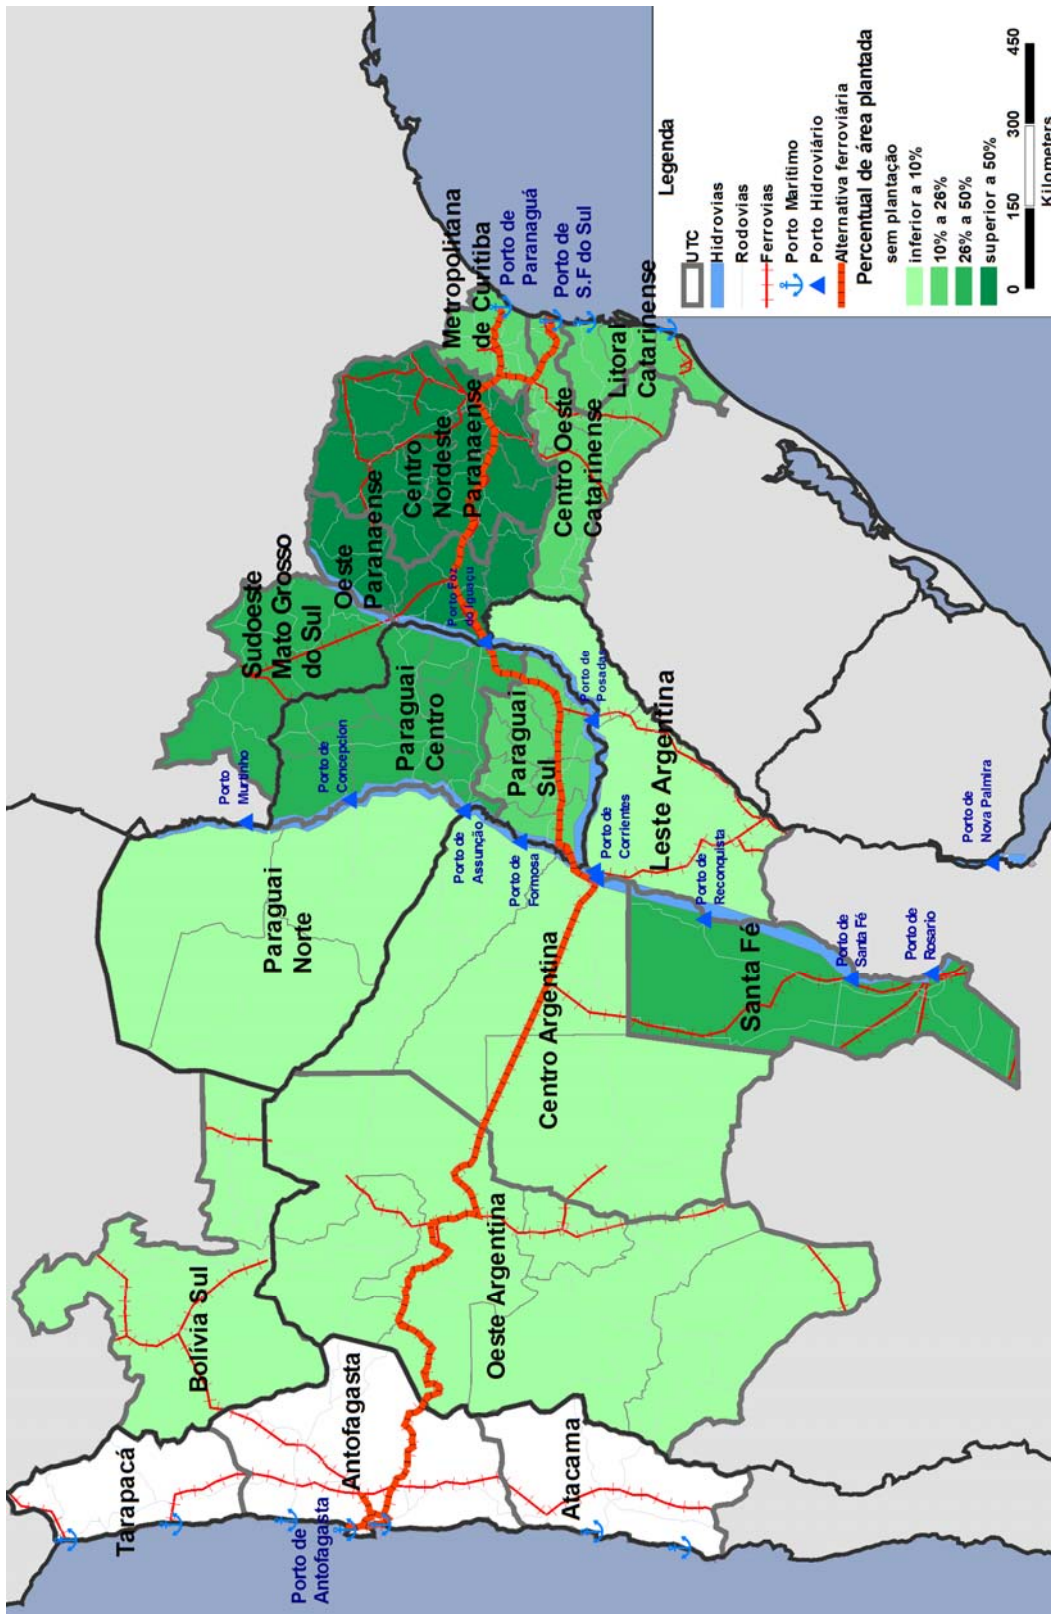 Tarapacá
Porto de
Antofagasta
Antofagasta
Atacama
Bolívia Sul
Oeste Argentina
Paraguai
Norte
Centro Argentina
Santa Fé
Porto
Murtinho
Porto de
Concepcion
Porto de
Assunção
Porto de
Formosa
Porto de
Corrientes
Porto de
Reconquista
Porto de
Santa Fé
Porto de
Rosario
Porto de
Nova Palmira
Sudoeste
Mato Grosso
do Sul
Paraguai
Centro
Paraguai
Sul
Leste Argentina
Porto de
Posadas
Porto Foz
do Iguaçu
Oeste
Paranaense
Centro
Nordeste
Paranaense
Centro Oeste
Catarinense
Metropolitana
de Curitiba
Porto de
Paranaguá
Porto de
S.F do Sul
Litoral
Catarinense
Legenda
UTC
Hidrovias
Rodovias
Ferrovias
Porto Marítimo
Porto Hidroviário
Alternativa ferroviária
Percentual de área plantada
sem plantação
inferior a 10%
10% a 26%
26% a 50%
superior a 50%
0 150 300 450
Kilometers